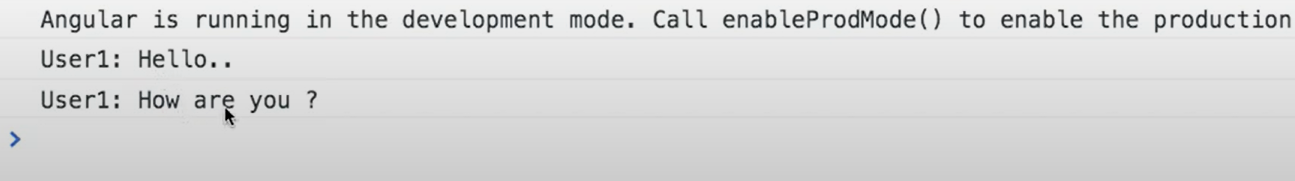 Angular is running in the development mode. Call enableProdMode() to enable the production
User1: Hello..
User1: How are you ?
>